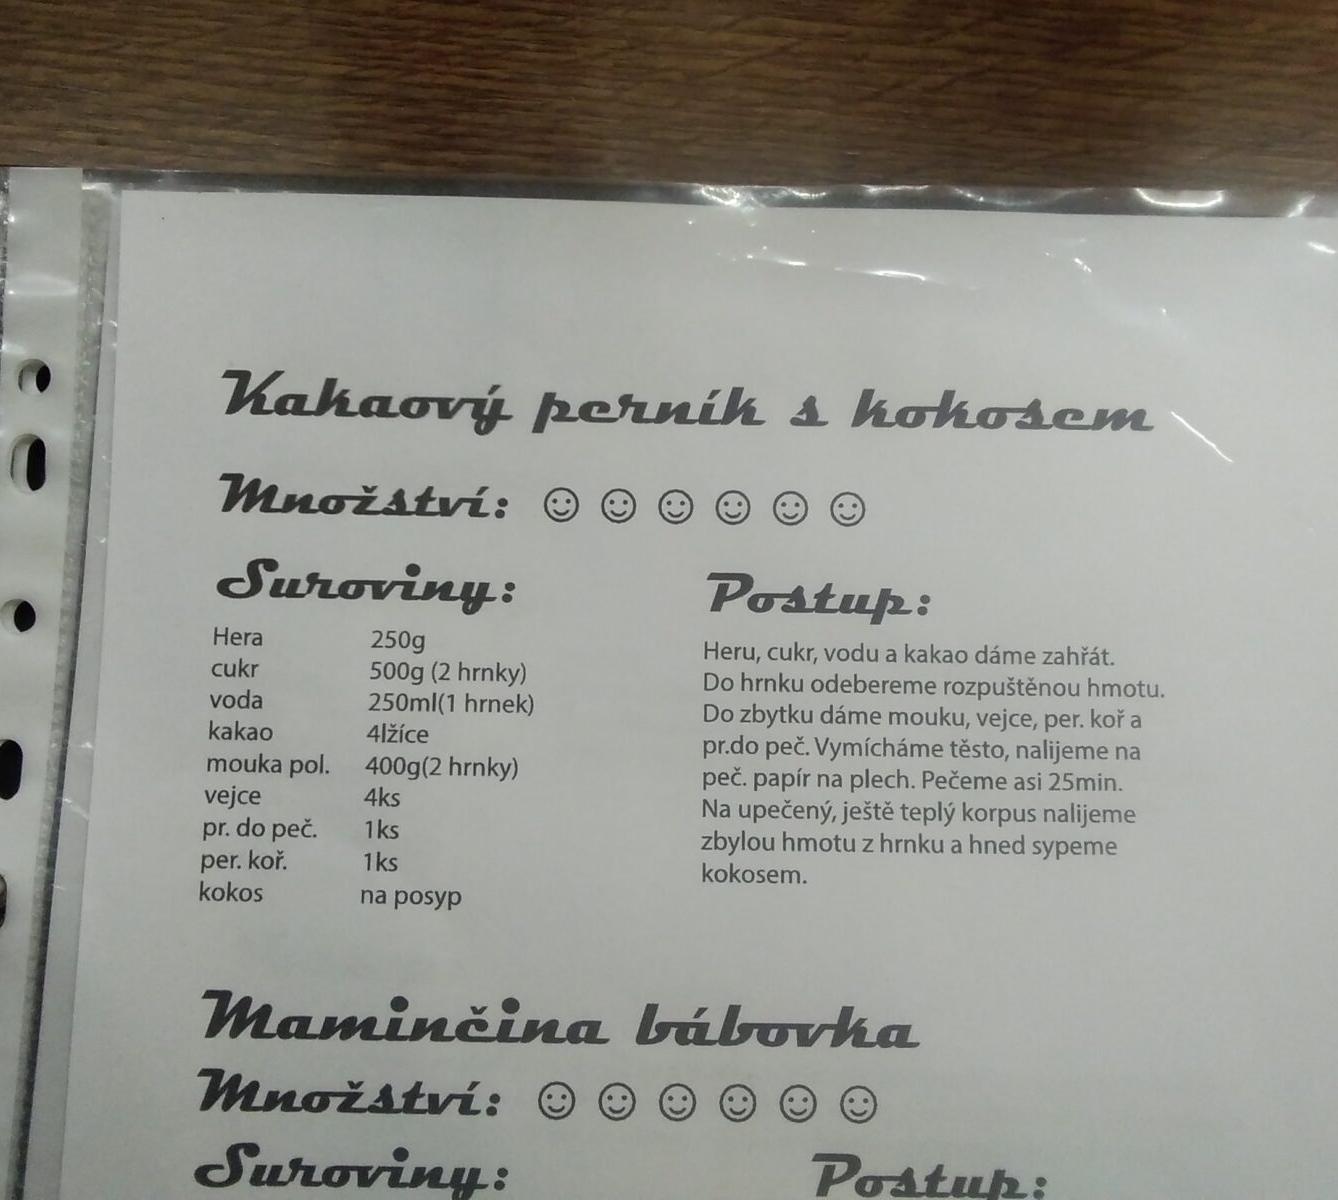 Kakaový perník s kokosem
Množství: ☺ ☺ ☺ ☺ ☺ ☺
Suroviny:
Hera 250g
cukr 500g (2 hrnky)
voda 250ml(1 hrnek)
kakao 4lžíce
mouka pol. 400g(2 hrnky)
vejce 4ks
pr. do peč. 1ks
per. koř. 1ks
kokos na posyp
Postup:
Heru, cukr, vodu a kakao dáme zahřát.
Do hrnku odebereme rozpuštěnou hmotu.
Do zbytku dáme mouku, vejce, per. koř a
pr.do peč. Vymícháme těsto, nalijeme na
peč. papír na plech. Pečeme asi 25min.
Na upečený, ještě teplý korpus nalijeme
zbylou hmotu z hrnku a hned sypeme
kokosem.
Maminčina bábovka
Množství: ☺ ☺ ☺ ☺ ☺ ☺
Suroviny:
Postup: